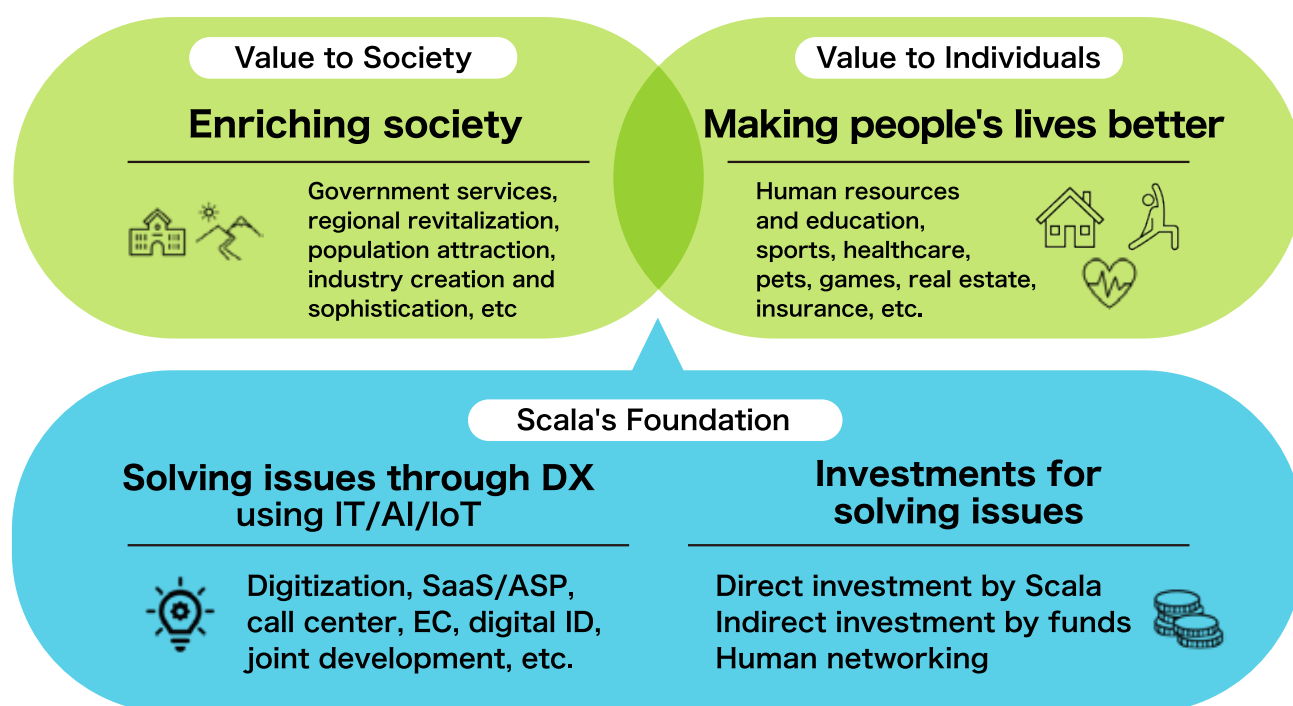 Value to Society
Enriching society
Government services,
regional revitalization,
population attraction,
industry creation and
sophistication, etc
Value to Individuals
Making people's lives better
Human resources
and education,
sports, healthcare,
pets, games, real estate,
insurance, etc.
Scala's Foundation
Solving issues through DX
using IT/AI/IoT
Digitization, SaaS/ASP,
call center, EC, digital ID,
joint development, etc.
Investments for
solving issues
Direct investment by Scala
Indirect investment by funds
Human networking